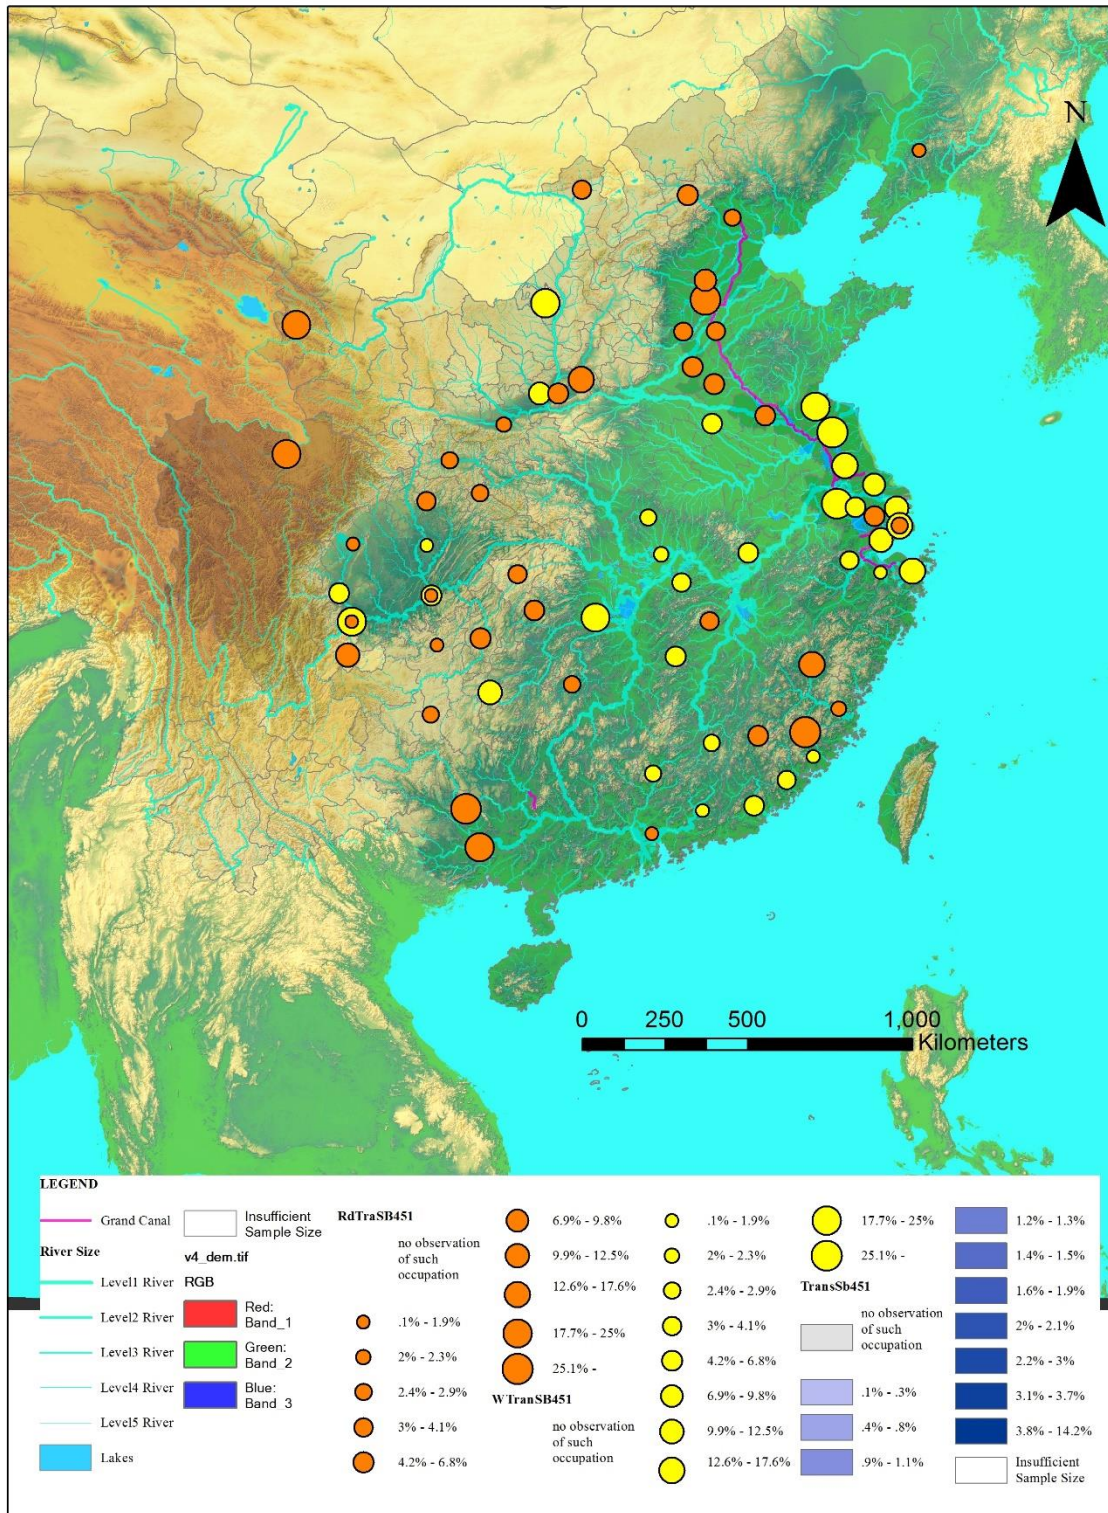 N
0 250 500 1,000
Kilometers
LEGEND
Grand Canal
River Size
Level1 River
Level2 River
Level3 River
Level4 River
Level5 River
Lakes
Insufficient
Sample Size
v4_dem.tif
RGB
Red:
Band_1
Green:
Band_2
Blue:
Band_3
RdTraSB451
no observation
of such
occupation
.1% - 1.9%
2% - 2.3%
2.4% - 2.9%
3% - 4.1%
4.2% - 6.8%
6.9% - 9.8%
9.9% - 12.5%
12.6% - 17.6%
17.7% - 25%
25.1% -
WTranSB451
no observation
of such
occupation
.1% - 1.9%
2% - 2.3%
2.4% - 2.9%
3% - 4.1%
4.2% - 6.8%
6.9% - 9.8%
9.9% - 12.5%
12.6% - 17.6%
17.7% - 25%
25.1% -
TransSb451
no observation
of such
occupation
.1% - .3%
.4% - .8%
.9% - 1.1%
1.2% - 1.3%
1.4% - 1.5%
1.6% - 1.9%
2% - 2.1%
2.2% - 3%
3.1% - 3.7%
3.8% - 14.2%
Insufficient
Sample Size